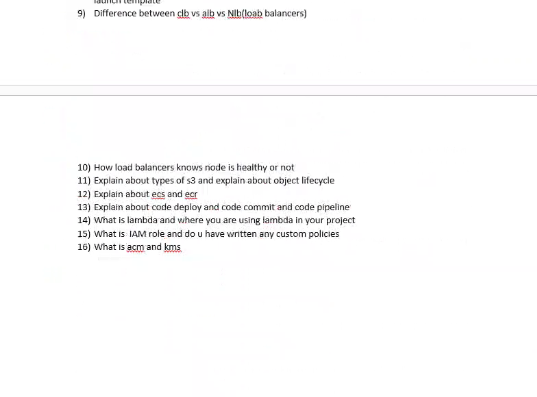 launch template
9) Difference between clb vs alb vs Nlb(loab balancers)
10) How load balancers knows node is healthy or not
11) Explain about types of s3 and explain about object lifecycle
12) Explain about ecs and ecr
13) Explain about code deploy and code commit and code pipeline
14) What is lambda and where you are using lambda in your project
15) What is IAM role and do u have written any custom policies
16) What is acm and kms